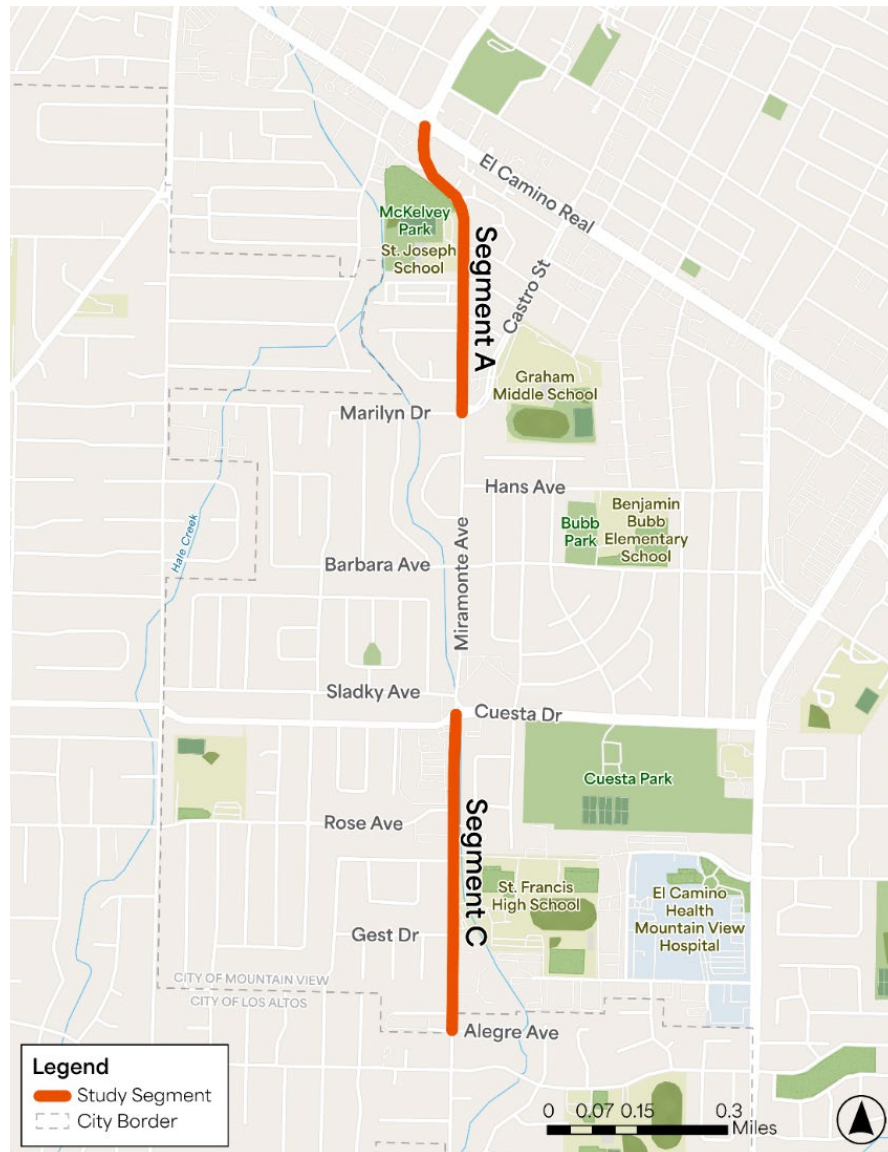 El Camino Real
McKelvey
Park
St. Joseph
School
Segment A
Castro St
Graham
Middle School
Marilyn Dr
Hans Ave
Benjamin
Bubb
Elementary
School
Bubb
Park
Hale Creek
Barbara Ave
Miramonte Ave
Sladky Ave
Cuesta Dr
Cuesta Park
Rose Ave
Segment C
St. Francis
High School
El Camino
Health
Mountain View
Hospital
Gest Dr
CITY OF MOUNTAIN VIEW
CITY OF LOS ALTOS
Alegre Ave
Legend
Study Segment
City Border
0 0.07 0.15 0.3
Miles